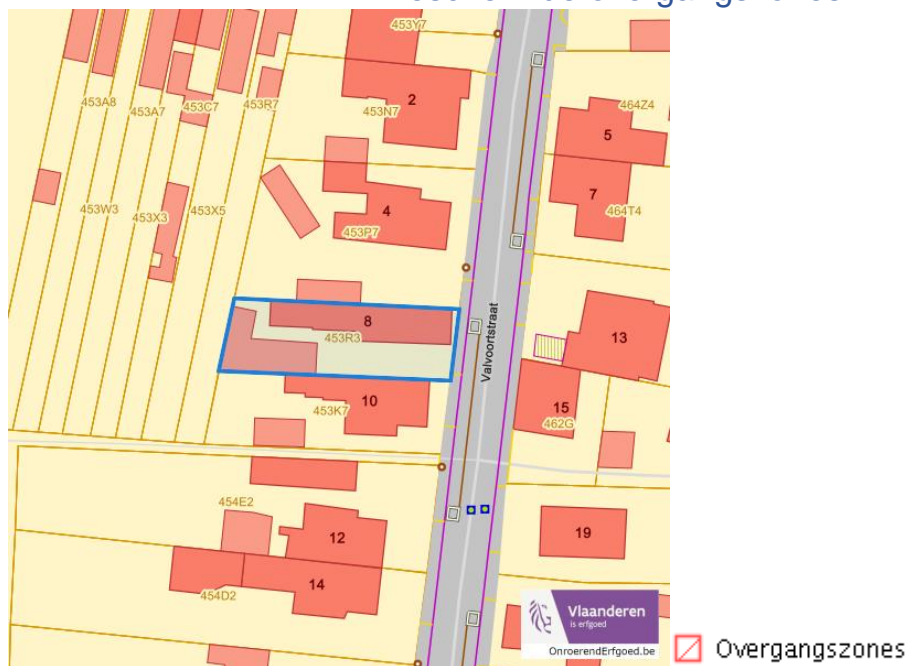 453Y7
2
453A8
453A7
453C7
453R7
453N7
464Z4
5
7
464T4
453W3
453X3
453X5
4
453P7
Valvoortstraat
8
453R3
13
10
453K7
15
462G
454E2
12
19
14
454D2
Vlaanderen
is erfgoed
OnroerendErfgoed.be
Overgangszones